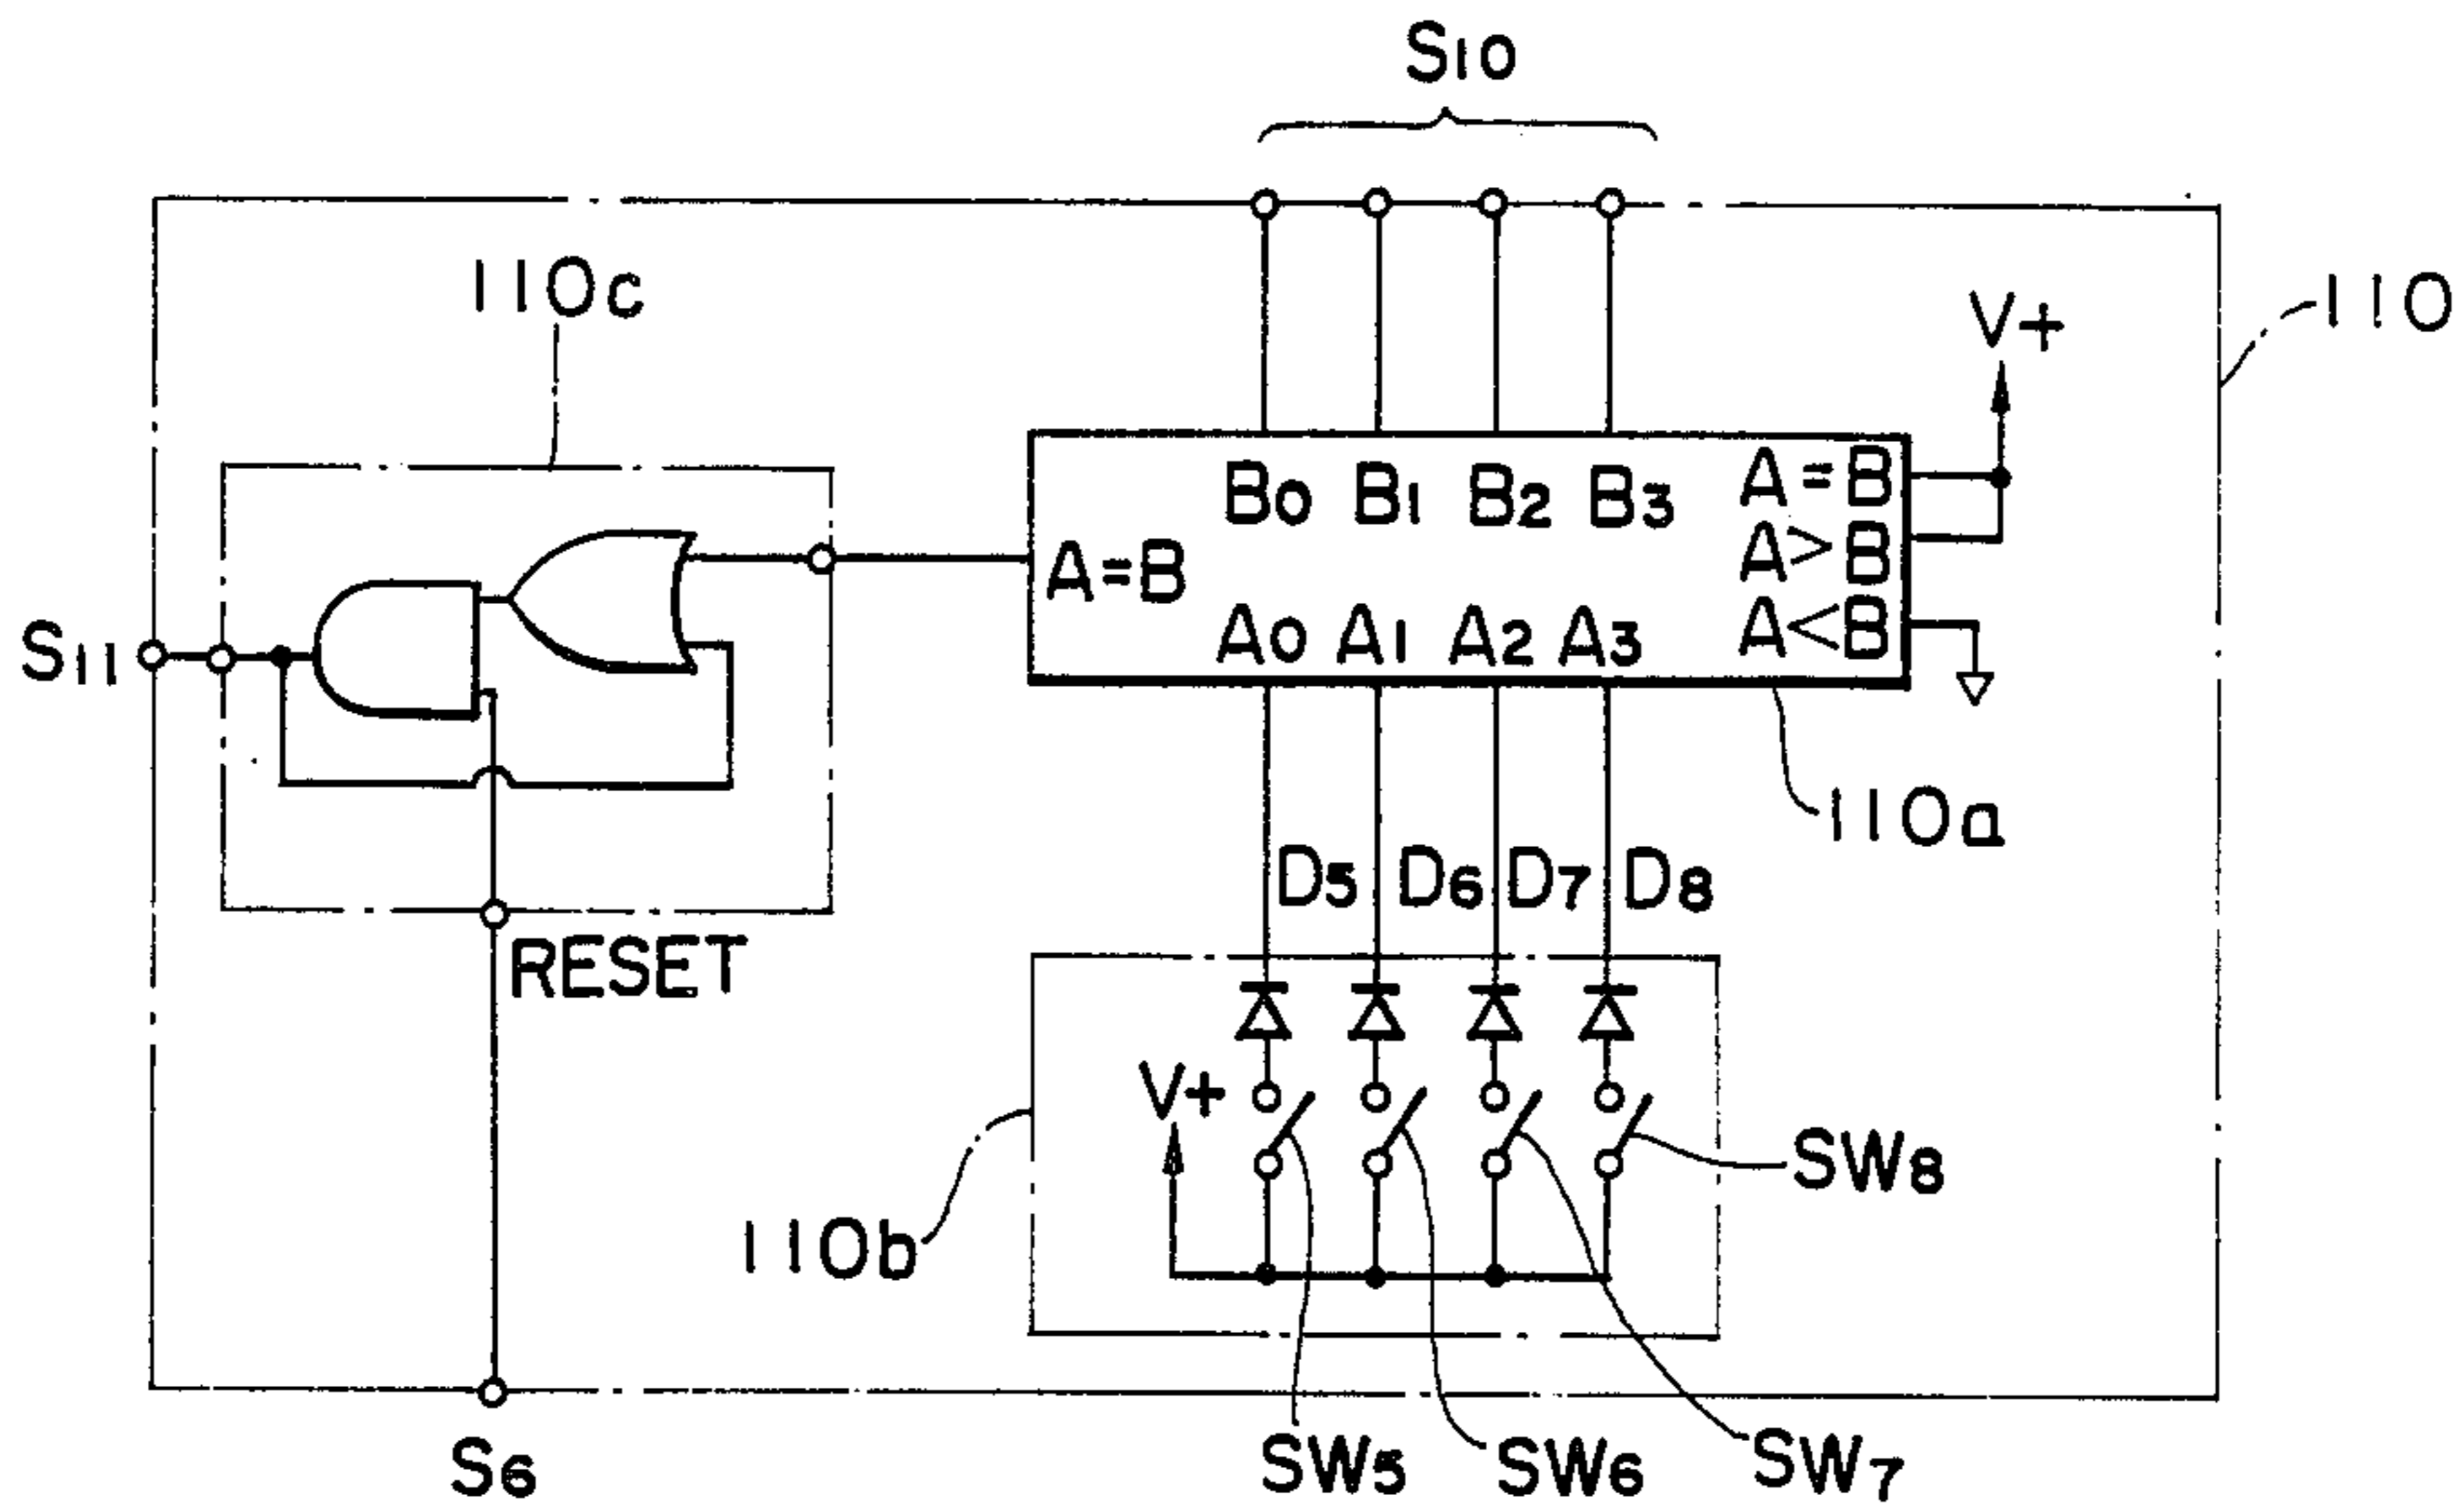 S10
110c
V+
110
B0 B1 B2 B3 A=B
A=B A>B
A0 A1 A2 A3 A<B
S11
110a
D5 D6 D7 D8
RESET
V+
SW8
110b
S6
SW5 SW6 SW7